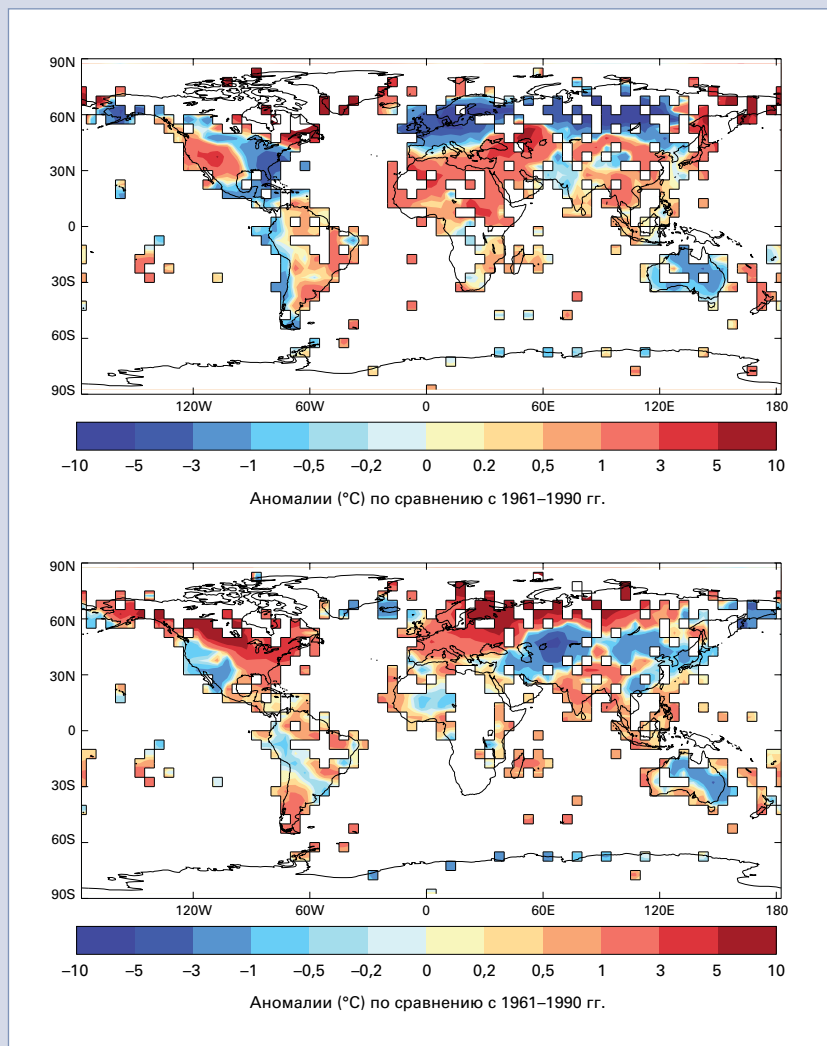 90N
60N
30N
0
30S
60S
90S
120W 60W 0 60E 120E 180
–10 –5 –3 –1 –0,5 –0,2 0 0.2 0,5 1 3 5 10
Аномалии (°C) по сравнению с 1961–1990 гг.
90N
60N
30N
0
30S
60S
90S
120W 60W 0 60E 120E 180
–10 –5 –3 –1 –0,5 –0,2 0 0,2 0,5 1 3 5 10
Аномалии (°C) по сравнению с 1961–1990 гг.